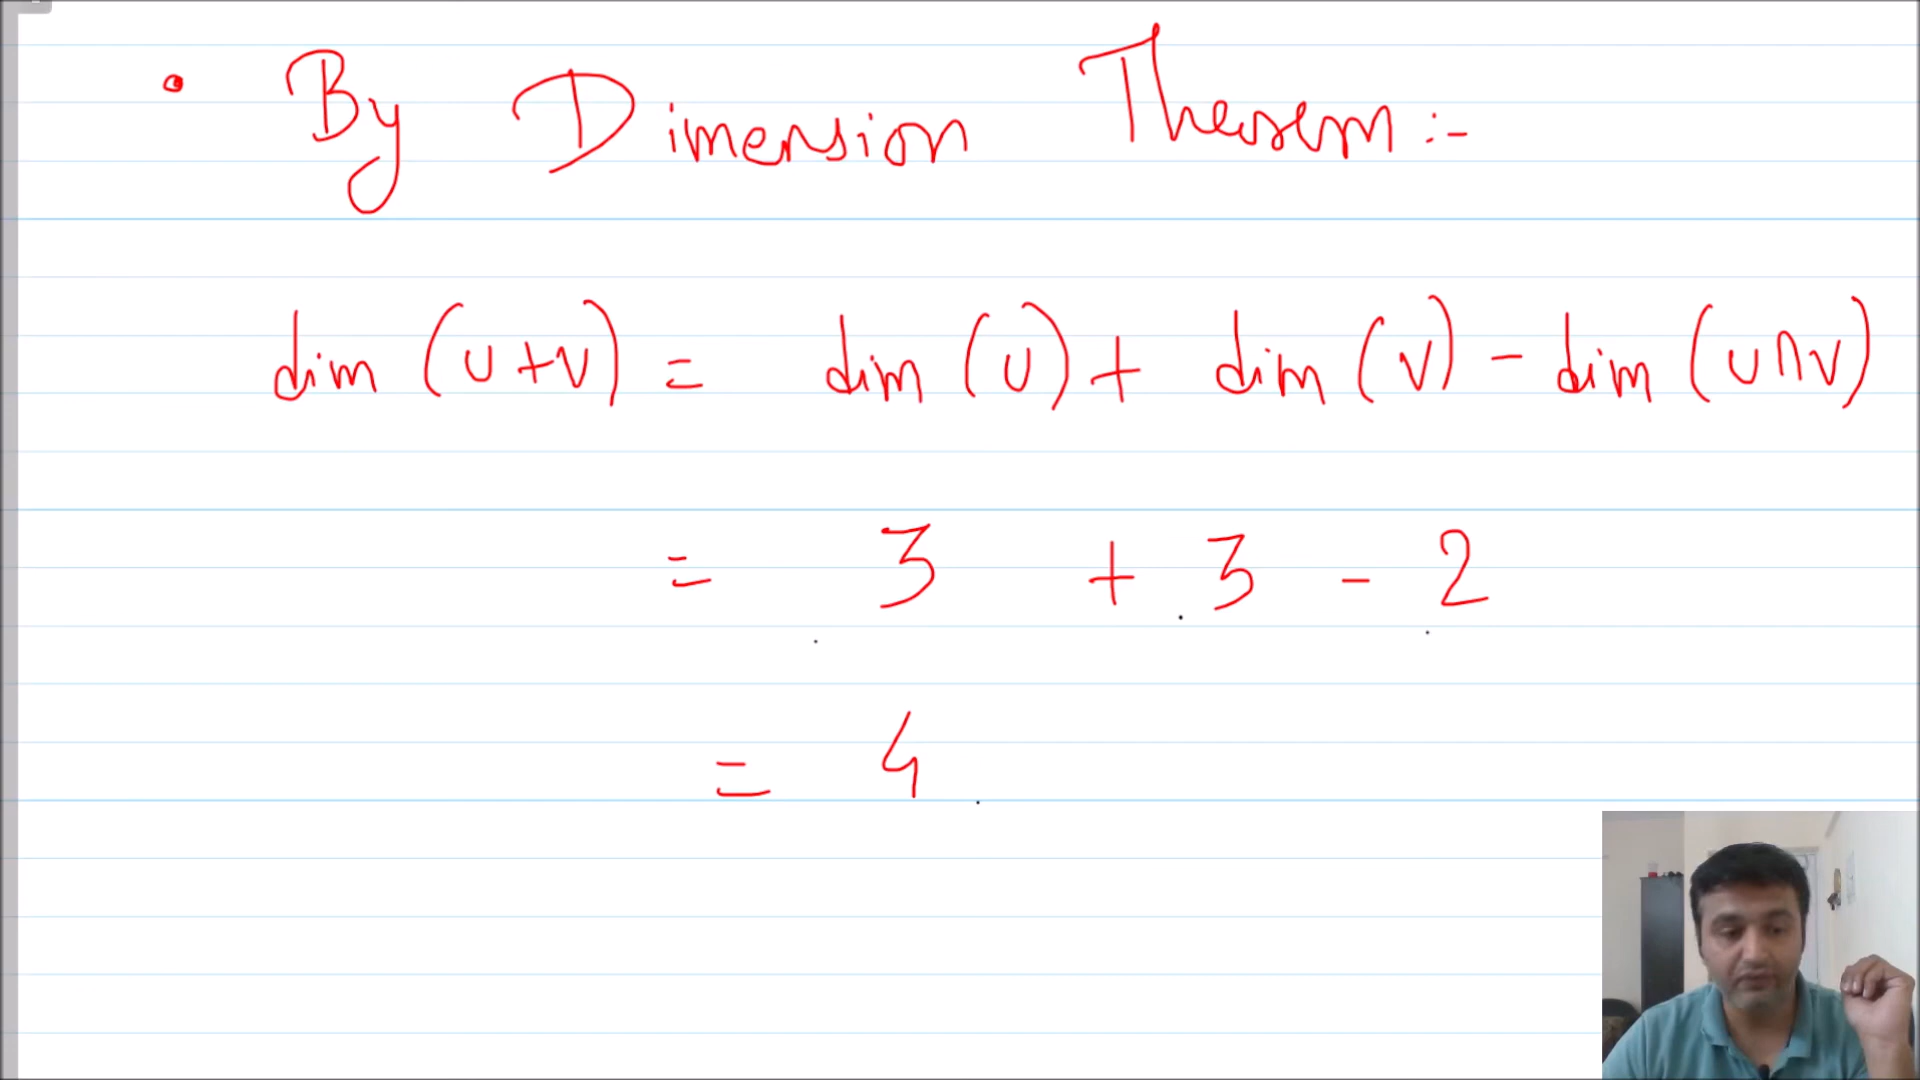 • By Dimension Theorem :-
dim (U+V) = dim (U) + dim (V) - dim (U∩V)
= 3 + 3 - 2
= 4